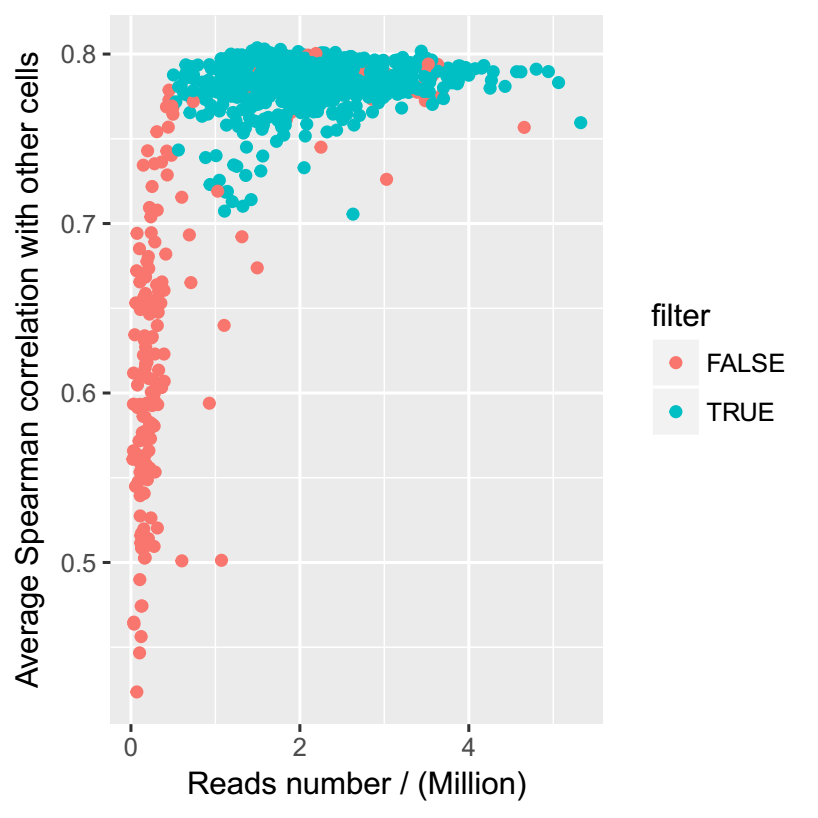 Average Spearman correlation with other cells
0.8
0.7
0.6
0.5
0
2
4
Reads number / (Million)
filter
FALSE
TRUE